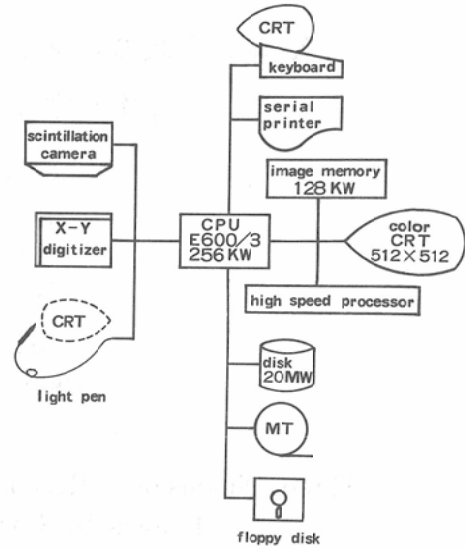 CRT
keyboard
serial
printer
scintillation
camera
image memory
128 KW
X-Y
digitizer
CPU
E600/3
256 KW
color
CRT
512×512
high speed processor
CRT
light pen
disk
20MW
MT
floppy disk